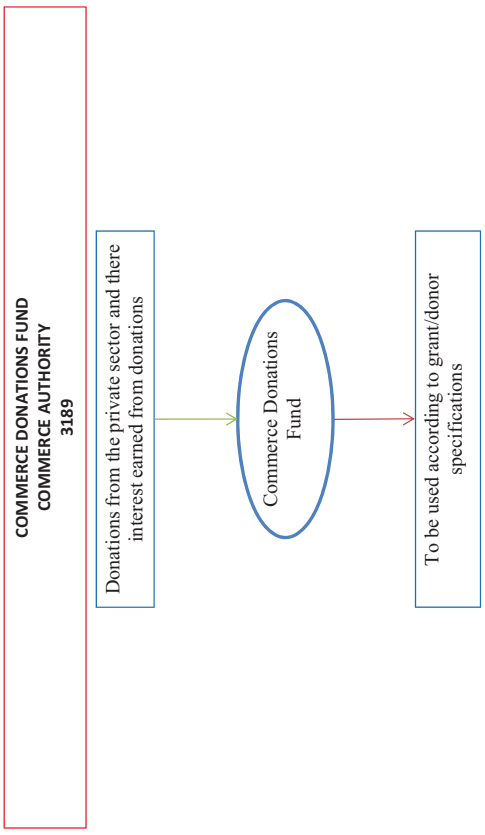 COMMERCE DONATIONS FUND
COMMERCE AUTHORITY
3189
Donations from the private sector and there
interest earned from donations
Commerce Donations
Fund
To be used according to grant/donor
specifications